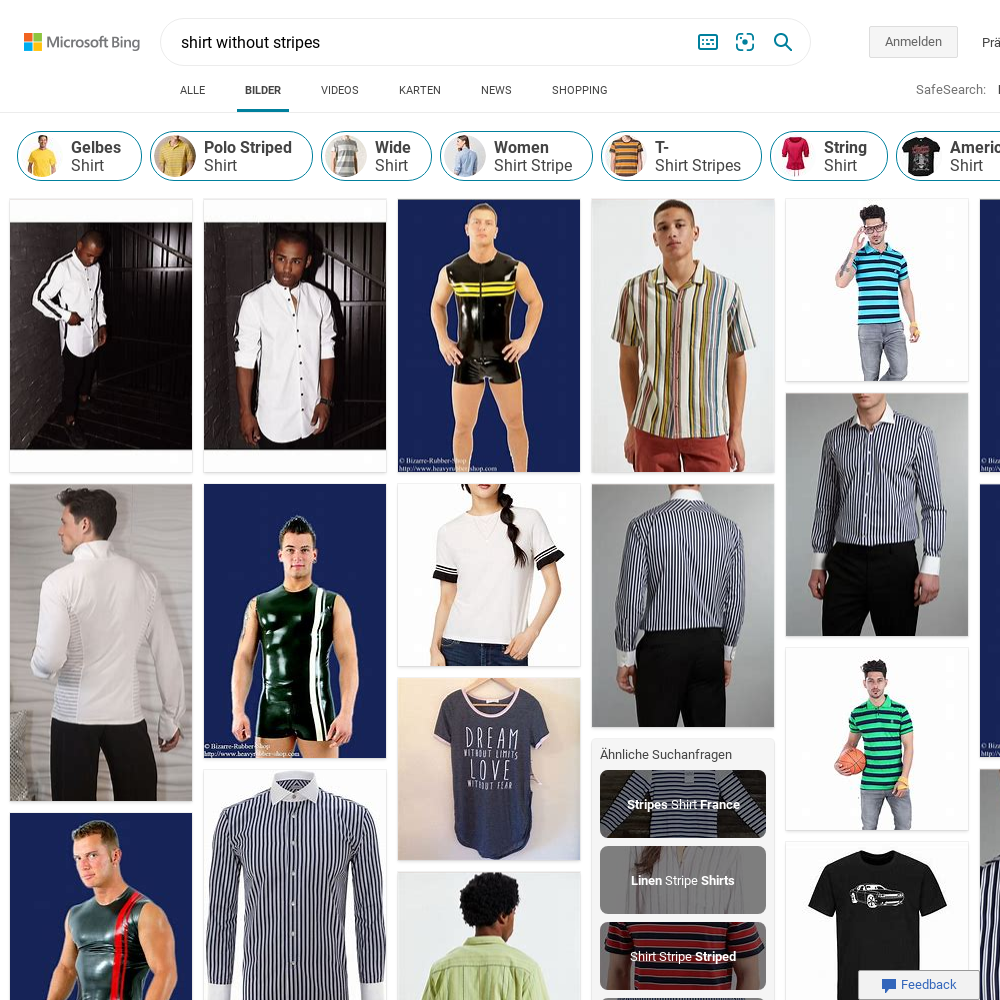 Microsoft Bing
shirt without stripes
Anmelden
Prä
ALLE
BILDER
VIDEOS
KARTEN
NEWS
SHOPPING
SafeSearch:
Gelbes
Shirt
Polo Striped
Shirt
Wide
Shirt
Women
Shirt Stripe
T-
Shirt Stripes
String
Shirt
Americ
Shirt
© Bizarre-Rubber-Shop
http://www.heavyrubber-shop.com
© Bizarre-Rubber-Shop
http://www.heavyrubber-shop.com
DREAM
WITHOUT LIMITS
LOVE
WITHOUT FEAR
Ähnliche Suchanfragen
Stripes Shirt France
Linen Stripe Shirts
Shirt Stripe Striped
Feedback